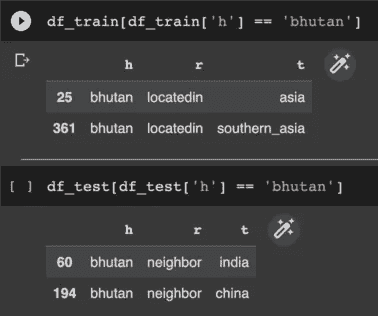 df_train[df_train['h'] == 'bhutan']
h r t
25 bhutan locatedin asia
361 bhutan locatedin southern_asia
[ ] df_test[df_test['h'] == 'bhutan']
h r t
60 bhutan neighbor india
194 bhutan neighbor china